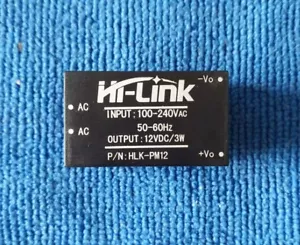 Hi-Link
-Vo
INPUT:100-240VAC
AC
50-60Hz
AC
OUTPUT:12VDC/3W
P/N:HLK-PM12
+Vo